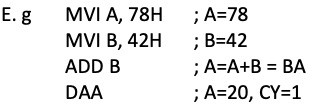 E. g MVI A, 78H ; A=78
MVI B, 42H ; B=42
ADD B ; A=A+B = BA
DAA ; A=20, CY=1